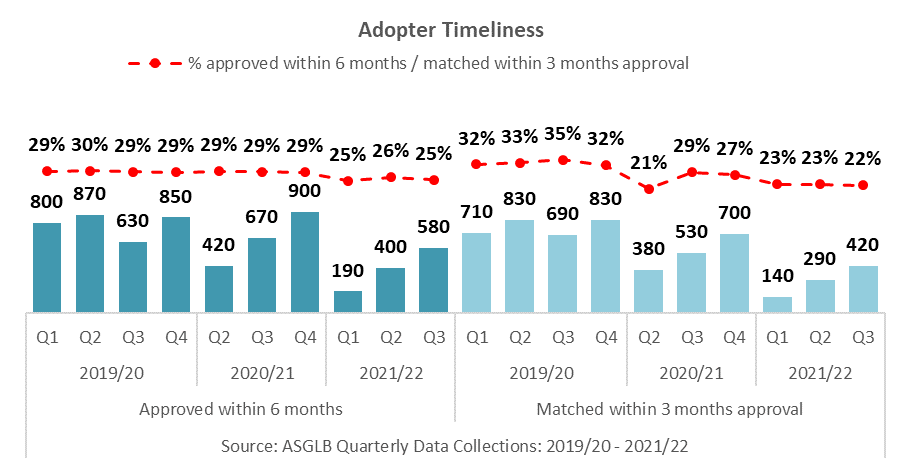 Adopter Timeliness
% approved within 6 months / matched within 3 months approval
29% 30% 29% 29% 29% 29% 29% 25% 26% 25% 32% 33% 35% 32% 21% 29% 27% 23% 23% 22%
800 870 630 850 420 670 900 190 400 580 710 830 690 830 380 530 700 140 290 420
Q1 Q2 Q3 Q4 Q2 Q3 Q4 Q1 Q2 Q3 Q1 Q2 Q3 Q4 Q2 Q3 Q4 Q1 Q2 Q3
2019/20 2020/21 2021/22 2019/20 2020/21 2021/22
Approved within 6 months Matched within 3 months approval
Source: ASGLB Quarterly Data Collections: 2019/20 - 2021/22